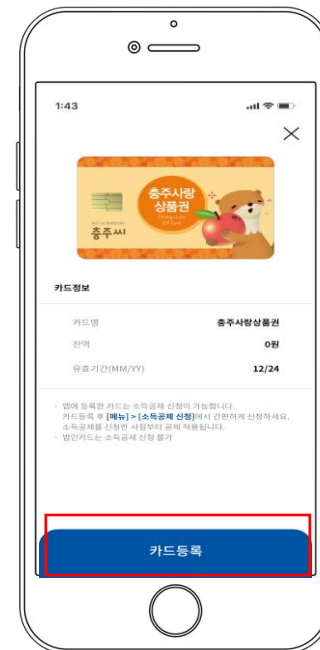 1:43
충주사랑
상품권
충주씨
카드정보
카드명 충주사랑상품권
잔액 0원
유효기간(MM/YY) 12/24
· 앱에 등록한 카드는 소득공제 신청이 가능합니다.
카드등록 후 [메뉴] > [소득공제 신청]에서 간편하게 신청하세요.
소득공제를 신청한 시점부터 공제 적용됩니다.
· 법인카드는 소득공제 신청 불가
카드등록